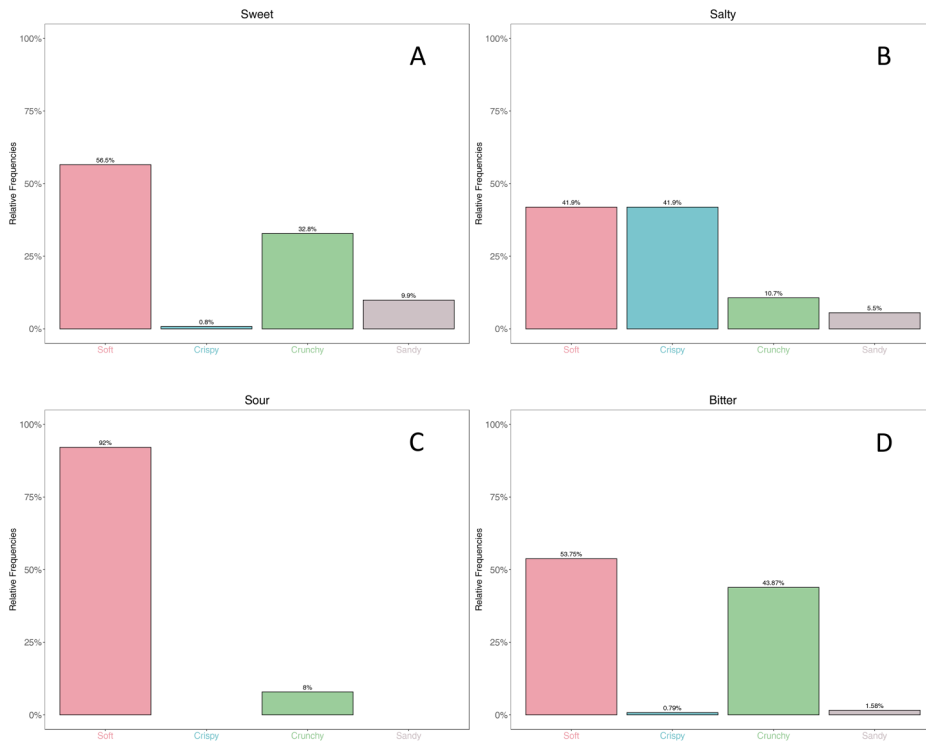 Sweet
A
100%
75%
50%
25%
0%
Relative Frequencies
56.5%
0.8%
32.8%
9.9%
Soft Crispy Crunchy Sandy
Salty
B
100%
75%
50%
25%
0%
Relative Frequencies
41.9%
41.9%
10.7%
5.5%
Soft Crispy Crunchy Sandy
Sour
C
100%
75%
50%
25%
0%
Relative Frequencies
92%
8%
Soft Crispy Crunchy Sandy
Bitter
D
100%
75%
50%
25%
0%
Relative Frequencies
53.75%
0.79%
43.87%
1.58%
Soft Crispy Crunchy Sandy